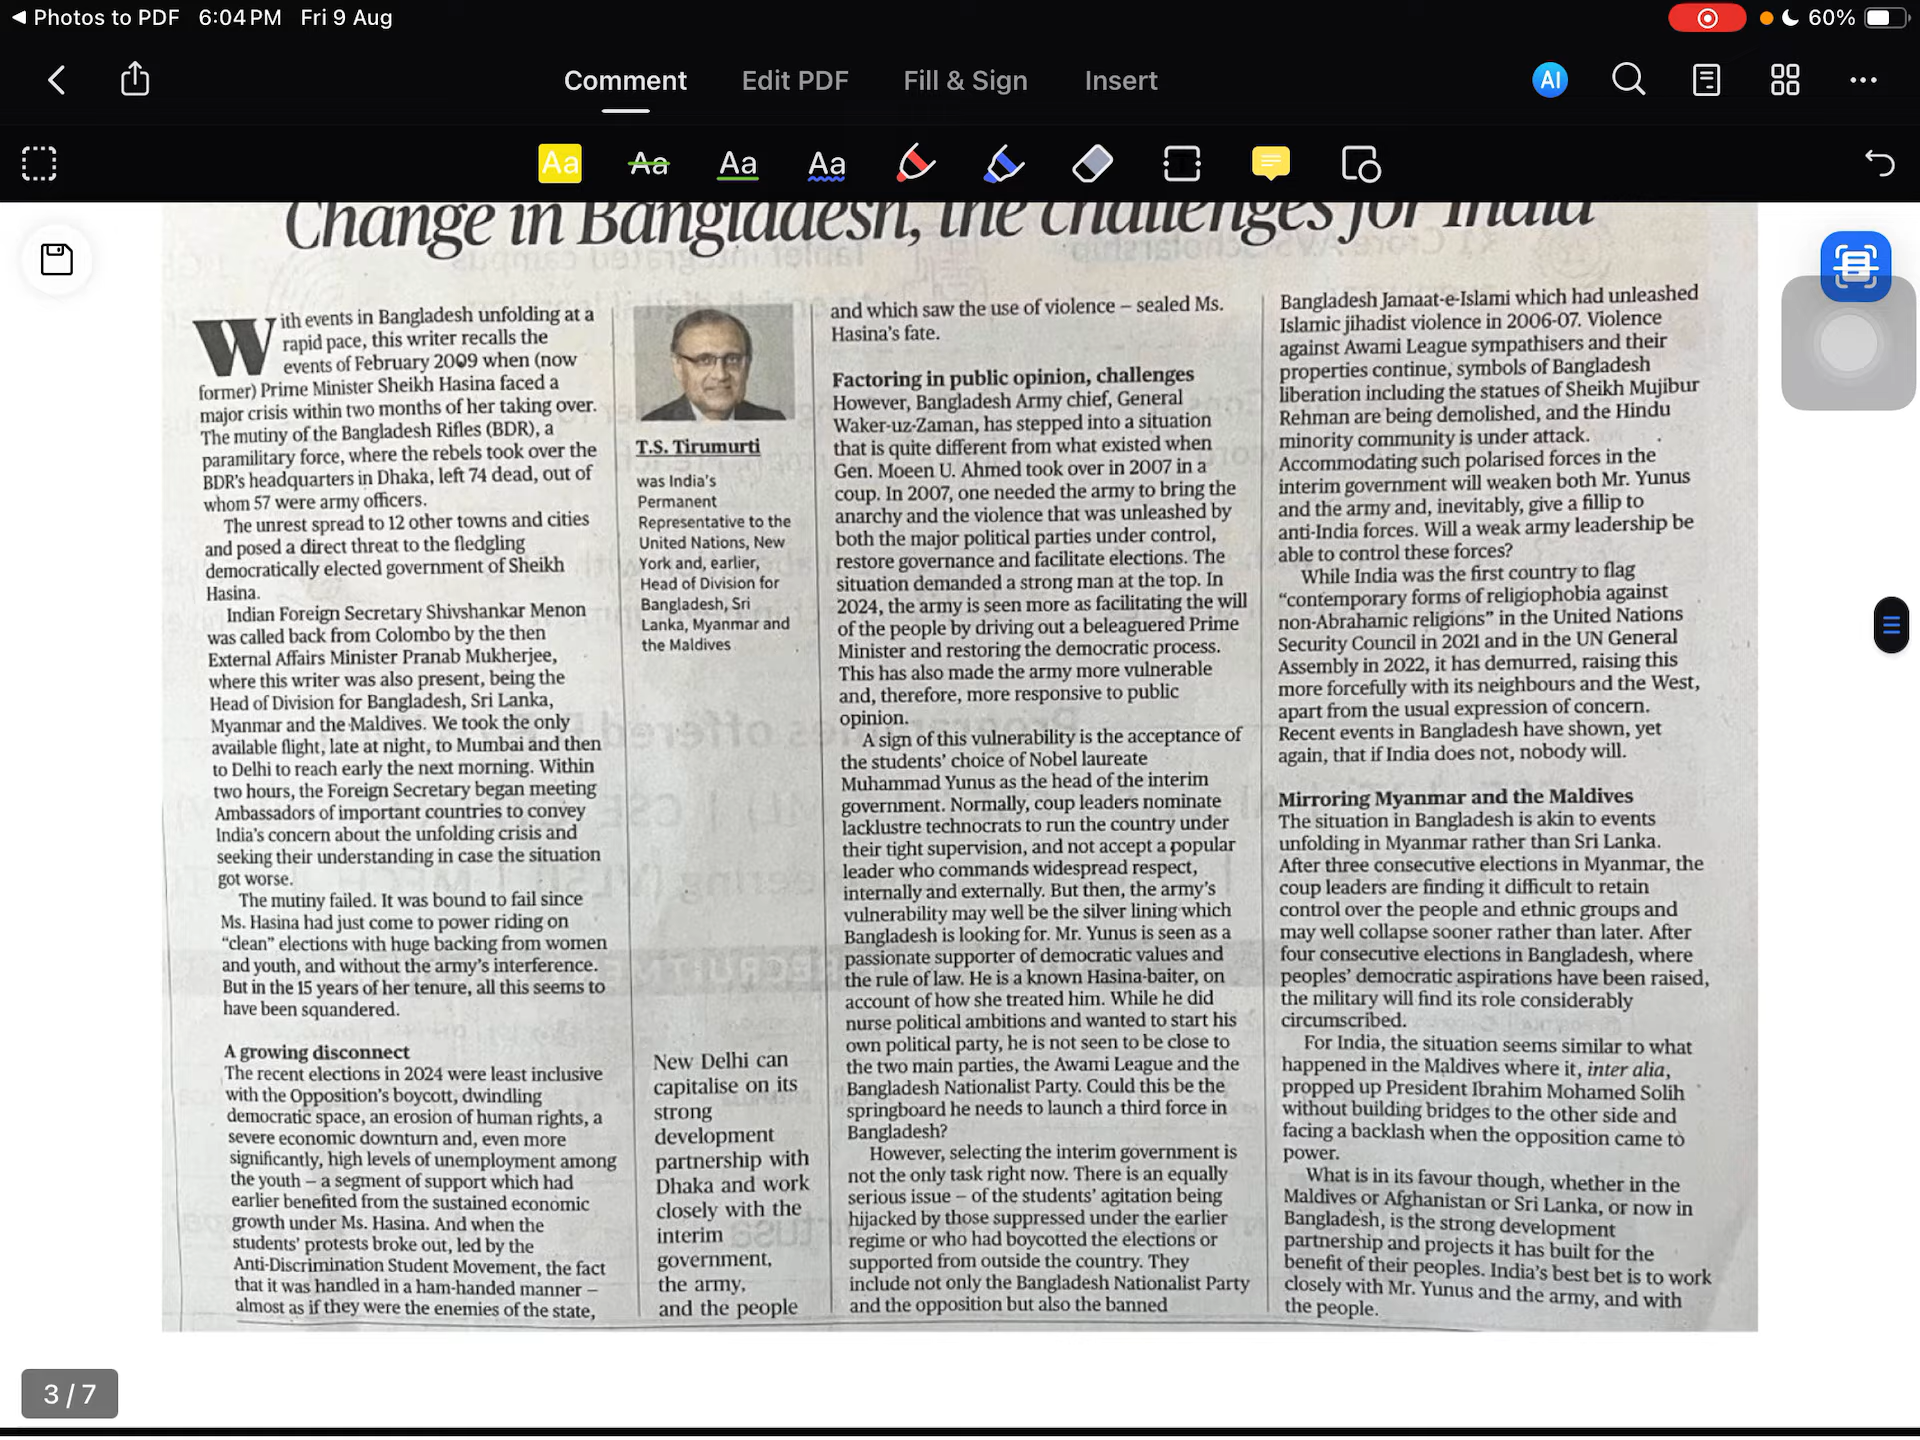 Photos to PDF 6:04 PM Fri 9 Aug
60%
Comment Edit PDF Fill & Sign Insert
AI
Aa Aa Aa Aa T
Change in Bangladesh, the challenges for India
With events in Bangladesh unfolding at a
rapid pace, this writer recalls the
events of February 2009 when (now
former) Prime Minister Sheikh Hasina faced a
major crisis within two months of her taking over.
The mutiny of the Bangladesh Rifles (BDR), a
paramilitary force, where the rebels took over the
BDR's headquarters in Dhaka, left 74 dead, out of
whom 57 were army officers.
The unrest spread to 12 other towns and cities
and posed a direct threat to the fledgling
democratically elected government of Sheikh
Hasina.
Indian Foreign Secretary Shivshankar Menon
was called back from Colombo by the then
External Affairs Minister Pranab Mukherjee,
where this writer was also present, being the
Head of Division for Bangladesh, Sri Lanka,
Myanmar and the Maldives. We took the only
available flight, late at night, to Mumbai and then
to Delhi to reach early the next morning. Within
two hours, the Foreign Secretary began meeting
Ambassadors of important countries to convey
India's concern about the unfolding crisis and
seeking their understanding in case the situation
got worse.
The mutiny failed. It was bound to fail since
Ms. Hasina had just come to power riding on
"clean" elections with huge backing from women
and youth, and without the army's interference.
But in the 15 years of her tenure, all this seems to
have been squandered.
A growing disconnect
The recent elections in 2024 were least inclusive
with the Opposition's boycott, dwindling
democratic space, an erosion of human rights, a
severe economic downturn and, even more
significantly, high levels of unemployment among
the youth – a segment of support which had
earlier benefited from the sustained economic
growth under Ms. Hasina. And when the
students' protests broke out, led by the
Anti-Discrimination Student Movement, the fact
that it was handled in a ham-handed manner –
almost as if they were the enemies of the state,
T.S. Tirumurti
was India's
Permanent
Representative to the
United Nations, New
York and, earlier,
Head of Division for
Bangladesh, Sri
Lanka, Myanmar and
the Maldives
New Delhi can
capitalise on its
strong
development
partnership with
Dhaka and work
closely with the
interim
government,
the army,
and the people
and which saw the use of violence – sealed Ms.
Hasina's fate.
Factoring in public opinion, challenges
However, Bangladesh Army chief, General
Waker-uz-Zaman, has stepped into a situation
that is quite different from what existed when
Gen. Moeen U. Ahmed took over in 2007 in a
coup. In 2007, one needed the army to bring the
anarchy and the violence that was unleashed by
both the major political parties under control,
restore governance and facilitate elections. The
situation demanded a strong man at the top. In
2024, the army is seen more as facilitating the will
of the people by driving out a beleaguered Prime
Minister and restoring the democratic process.
This has also made the army more vulnerable
and, therefore, more responsive to public
opinion.
A sign of this vulnerability is the acceptance of
the students' choice of Nobel laureate
Muhammad Yunus as the head of the interim
government. Normally, coup leaders nominate
lacklustre technocrats to run the country under
their tight supervision, and not accept a popular
leader who commands widespread respect,
internally and externally. But then, the army's
vulnerability may well be the silver lining which
Bangladesh is looking for. Mr. Yunus is seen as a
passionate supporter of democratic values and
the rule of law. He is a known Hasina-baiter, on
account of how she treated him. While he did
nurse political ambitions and wanted to start his
own political party, he is not seen to be close to
the two main parties, the Awami League and the
Bangladesh Nationalist Party. Could this be the
springboard he needs to launch a third force in
Bangladesh?
However, selecting the interim government is
not the only task right now. There is an equally
serious issue – of the students' agitation being
hijacked by those suppressed under the earlier
regime or who had boycotted the elections or
supported from outside the country. They
include not only the Bangladesh Nationalist Party
and the opposition but also the banned
Bangladesh Jamaat-e-Islami which had unleashed
Islamic jihadist violence in 2006-07. Violence
against Awami League sympathisers and their
properties continue, symbols of Bangladesh
liberation including the statues of Sheikh Mujibur
Rehman are being demolished, and the Hindu
minority community is under attack.
Accommodating such polarised forces in the
interim government will weaken both Mr. Yunus
and the army and, inevitably, give a fillip to
anti-India forces. Will a weak army leadership be
able to control these forces?
While India was the first country to flag
"contemporary forms of religiophobia against
non-Abrahamic religions" in the United Nations
Security Council in 2021 and in the UN General
Assembly in 2022, it has demurred, raising this
more forcefully with its neighbours and the West,
apart from the usual expression of concern.
Recent events in Bangladesh have shown, yet
again, that if India does not, nobody will.
Mirroring Myanmar and the Maldives
The situation in Bangladesh is akin to events
unfolding in Myanmar rather than Sri Lanka.
After three consecutive elections in Myanmar, the
coup leaders are finding it difficult to retain
control over the people and ethnic groups and
may well collapse sooner rather than later. After
four consecutive elections in Bangladesh, where
peoples' democratic aspirations have been raised,
the military will find its role considerably
circumscribed.
For India, the situation seems similar to what
happened in the Maldives where it, inter alia,
propped up President Ibrahim Mohamed Solih
without building bridges to the other side and
facing a backlash when the opposition came to
power.
What is in its favour though, whether in the
Maldives or Afghanistan or Sri Lanka, or now in
Bangladesh, is the strong development
partnership and projects it has built for the
benefit of their peoples. India's best bet is to work
closely with Mr. Yunus and the army, and with
the people.
3 / 7